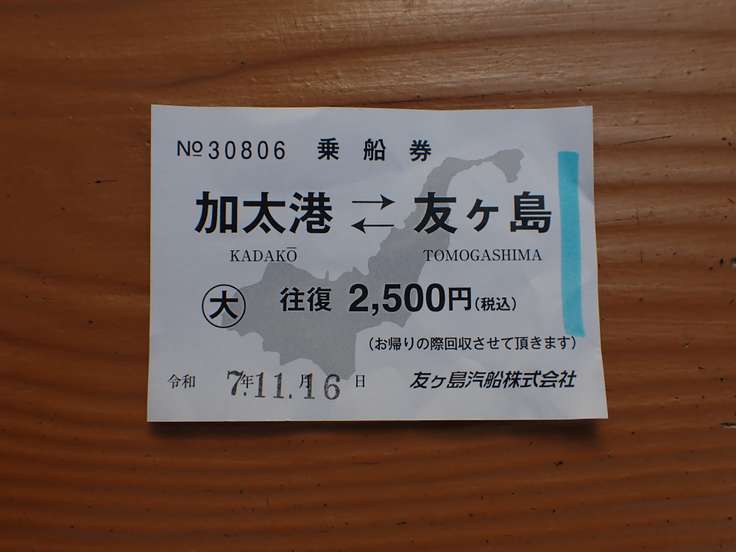 №30806 乗船券
加太港 ⇄ 友ヶ島
KADAKŌ TOMOGASHIMA
大 往復 2,500円(税込)
(お帰りの際回収させて頂きます)
令和 7年11月16日 友ヶ島汽船株式会社